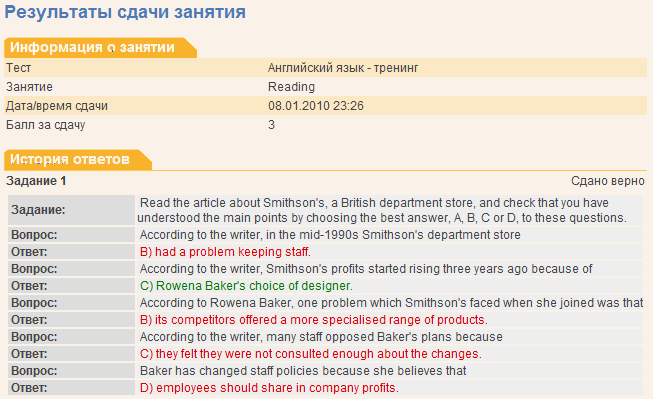 Результаты сдачи занятия
Информация о занятии
Тест Английский язык - тренинг
Занятие Reading
Дата/время сдачи 08.01.2010 23:26
Балл за сдачу 3
История ответов
Задание 1 Сдано верно
Задание: Read the article about Smithson's, a British department store, and check that you have
understood the main points by choosing the best answer, A, B, C or D, to these questions.
Вопрос: According to the writer, in the mid-1990s Smithson's department store
Ответ: B) had a problem keeping staff.
Вопрос: According to the writer, Smithson's profits started rising three years ago because of
Ответ: C) Rowena Baker's choice of designer.
Вопрос: According to Rowena Baker, one problem which Smithson's faced when she joined was that
Ответ: B) its competitors offered a more specialised range of products.
Вопрос: According to the writer, many staff opposed Baker's plans because
Ответ: C) they felt they were not consulted enough about the changes.
Вопрос: Baker has changed staff policies because she believes that
Ответ: D) employees should share in company profits.